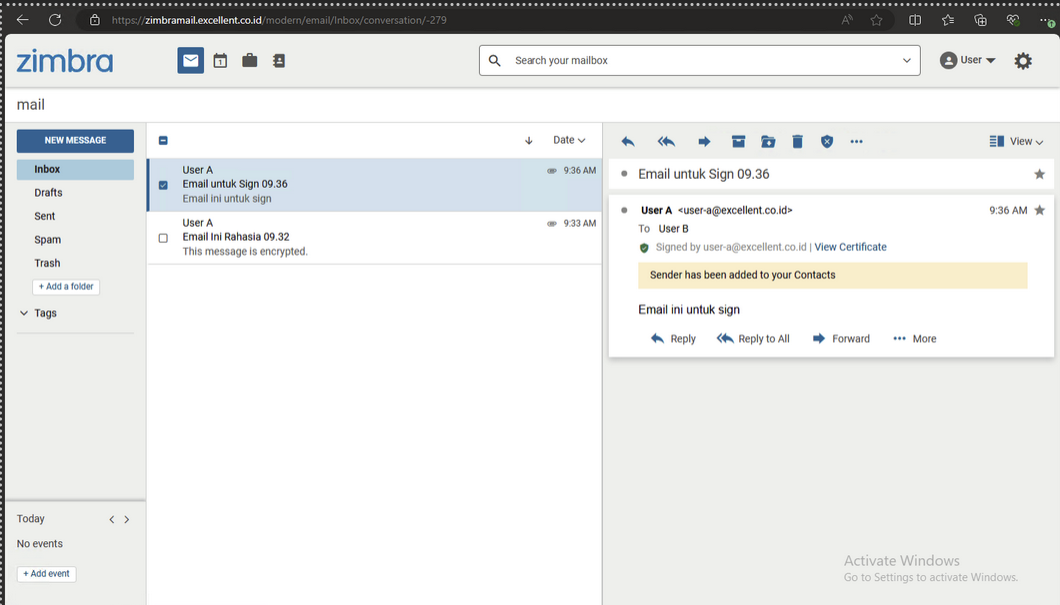 https://zimbramail.excellent.co.id/modern/email/Inbox/conversation/-279
zimbra
1
Search your mailbox
User
mail
NEW MESSAGE
Inbox
Drafts
Sent
Spam
Trash
+ Add a folder
Tags
Today
No events
+ Add event
Date
User A
9:36 AM
Email untuk Sign 09.36
Email ini untuk sign
User A
9:33 AM
Email Ini Rahasia 09.32
This message is encrypted.
View
Email untuk Sign 09.36
User A <user-a@excellent.co.id>
9:36 AM
To User B
Signed by user-a@excellent.co.id | View Certificate
Sender has been added to your Contacts
Email ini untuk sign
Reply
Reply to All
Forward
More
Activate Windows
Go to Settings to activate Windows.